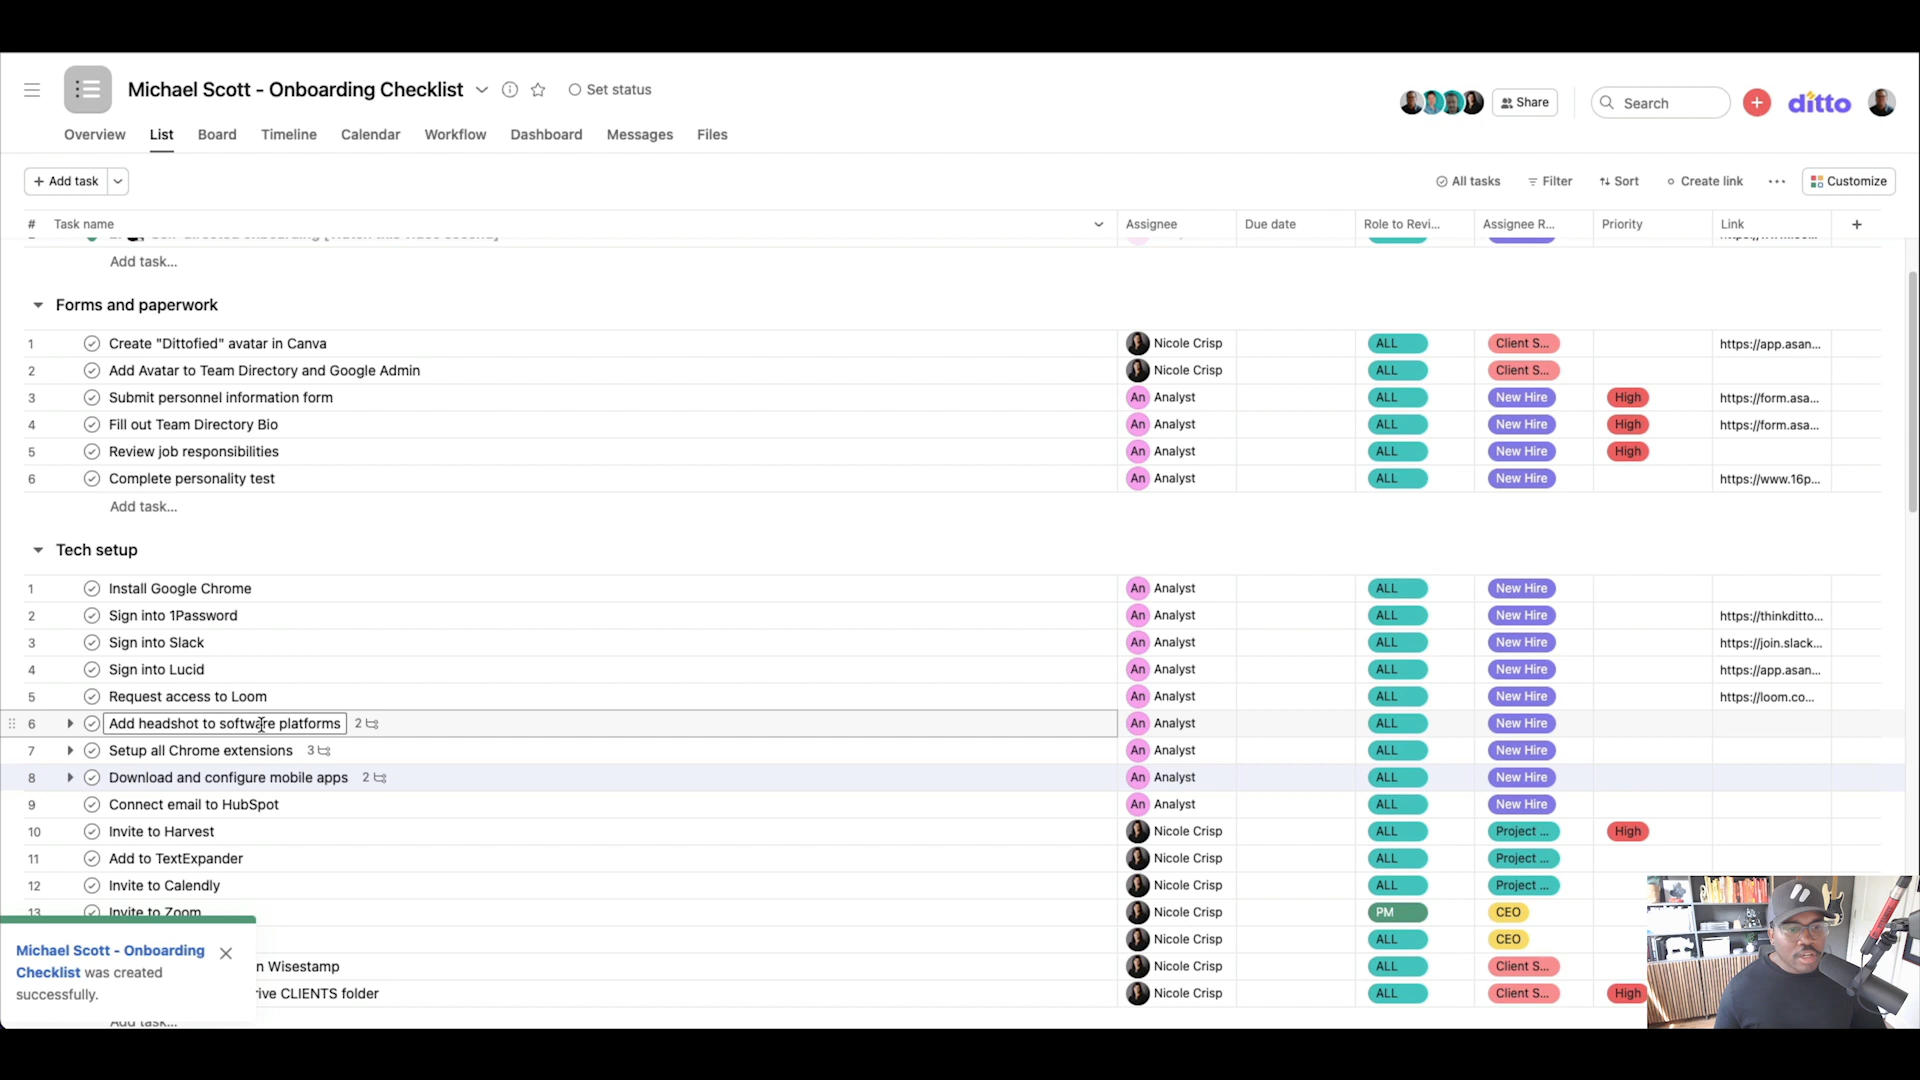 Michael Scott - Onboarding Checklist
Set status
Share
Search
ditto
Overview List Board Timeline Calendar Workflow Dashboard Messages Files
+ Add task
All tasks Filter Sort Create link ... Customize
# Task name Assignee Due date Role to Revi... Assignee R... Priority Link +
Add task...
Forms and paperwork
1 Create "Dittofied" avatar in Canva Nicole Crisp ALL Client S... https://app.asan...
2 Add Avatar to Team Directory and Google Admin Nicole Crisp ALL Client S...
3 Submit personnel information form An Analyst ALL New Hire High https://form.asa...
4 Fill out Team Directory Bio An Analyst ALL New Hire High https://form.asa...
5 Review job responsibilities An Analyst ALL New Hire High
6 Complete personality test An Analyst ALL New Hire https://www.16p...
Add task...
Tech setup
1 Install Google Chrome An Analyst ALL New Hire
2 Sign into 1Password An Analyst ALL New Hire https://thinkditto...
3 Sign into Slack An Analyst ALL New Hire https://join.slack...
4 Sign into Lucid An Analyst ALL New Hire https://app.asan...
5 Request access to Loom An Analyst ALL New Hire https://loom.co...
6 Add headshot to software platforms 2 An Analyst ALL New Hire
7 Setup all Chrome extensions 3 An Analyst ALL New Hire
8 Download and configure mobile apps 2 An Analyst ALL New Hire
9 Connect email to HubSpot An Analyst ALL New Hire
10 Invite to Harvest Nicole Crisp ALL Project ... High
11 Add to TextExpander Nicole Crisp ALL Project ...
12 Invite to Calendly Nicole Crisp ALL Project ...
13 Invite to Zoom Nicole Crisp PM CEO
Nicole Crisp ALL CEO
n Wisestamp Nicole Crisp ALL Client S...
rive CLIENTS folder Nicole Crisp ALL Client S... High
Add task...
Michael Scott - Onboarding
Checklist was created
successfully.